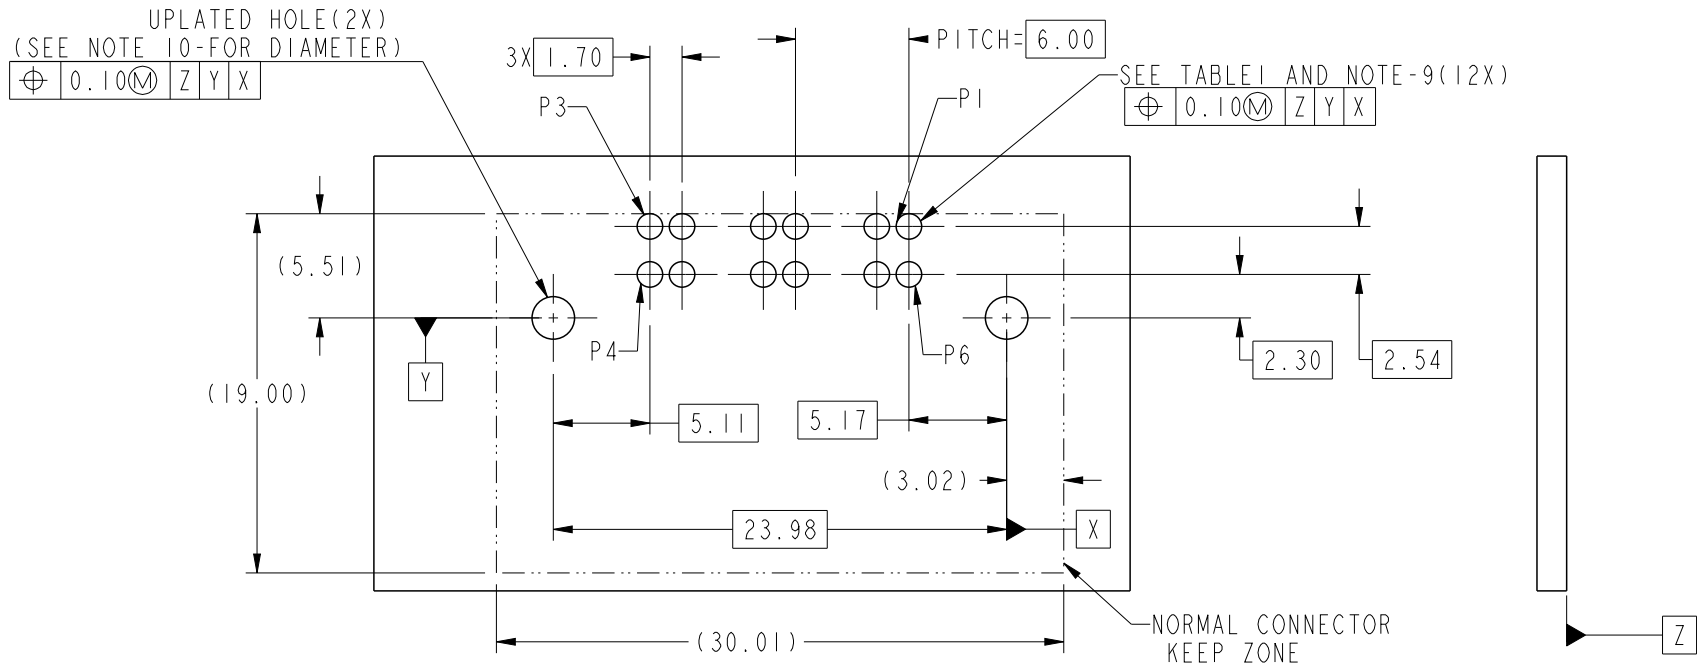 UPLATED HOLE(2X)
(SEE NOTE 10-FOR DIAMETER)
⌖ 0.10Ⓜ Z Y X
3X 1.70
PITCH= 6.00
SEE TABLE1 AND NOTE-9(12X)
⌖ 0.10Ⓜ Z Y X
P3
P1
(5.51)
P4
P6
2.30
2.54
Y
(19.00)
5.11
5.17
(3.02)
23.98
X
NORMAL CONNECTOR
KEEP ZONE
(30.01)
Z